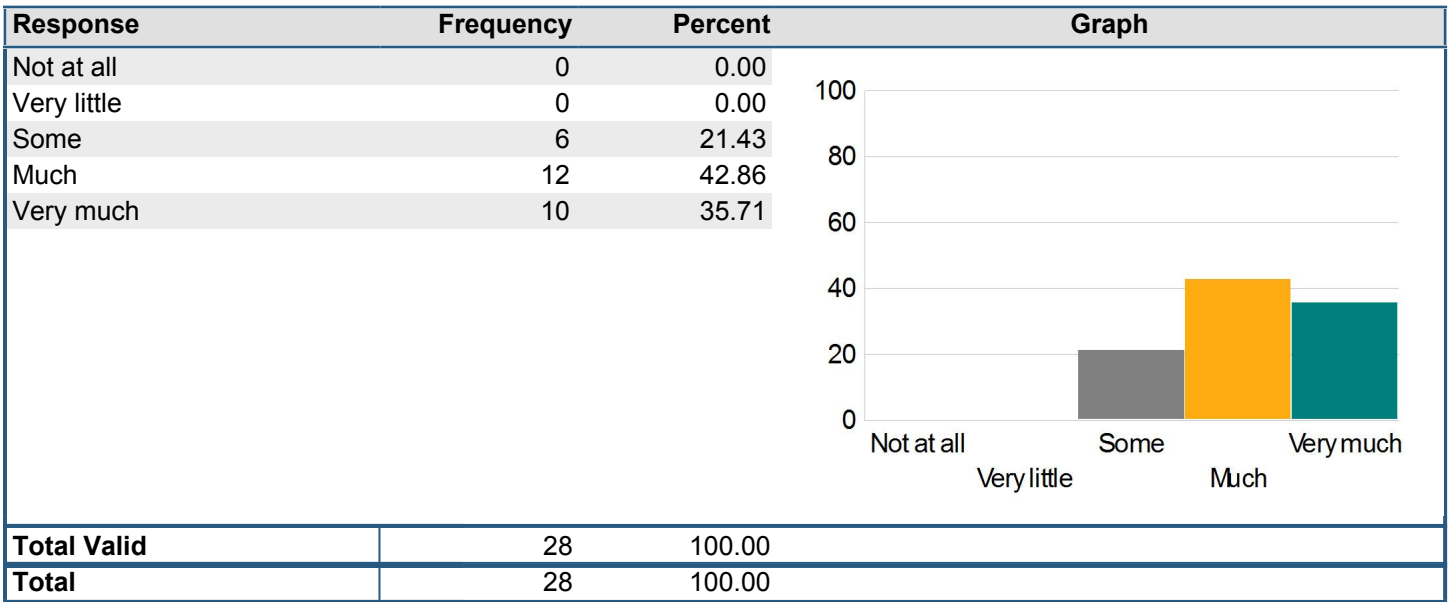 Response Frequency Percent Graph
Not at all 0 0.00
Very little 0 0.00
Some 6 21.43
Much 12 42.86
Very much 10 35.71
100
80
60
40
20
0
Not at all Some Very much
Very little Much
Total Valid 28 100.00
Total 28 100.00